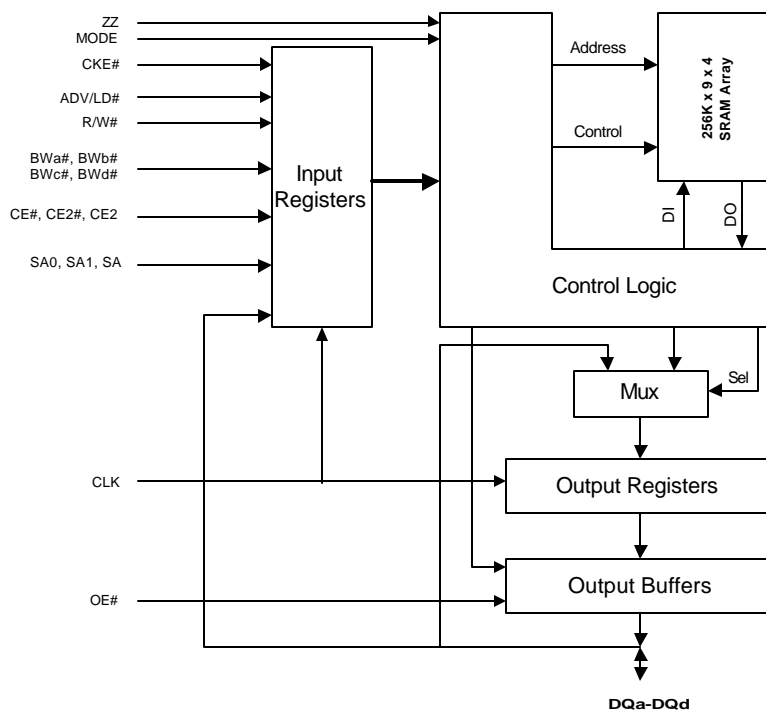 ZZ
MODE
CKE#
ADV/LD#
R/W#
BWa#, BWb#
BWc#, BWd#
CE#, CE2#, CE2
SA0, SA1, SA
Input
Registers
Address
Control
256K x 9 x 4
SRAM Array
DI
DO
Control Logic
Sel
Mux
CLK
Output Registers
OE#
Output Buffers
DQa-DQd